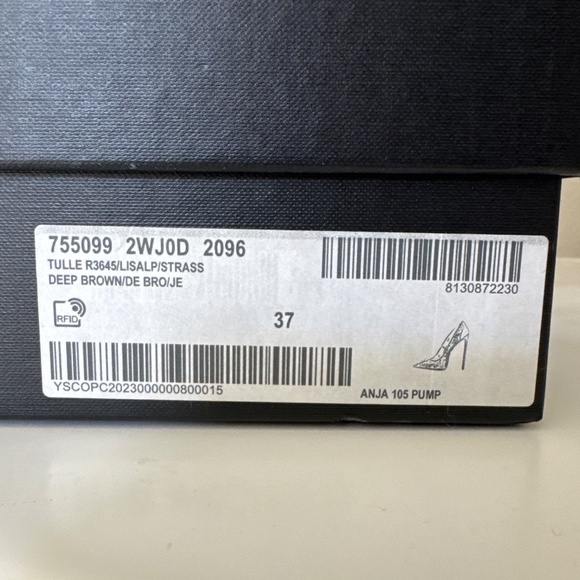 755099 2WJ0D 2096
TULLE R3645/LISALP/STRASS
DEEP BROWN/DE BRO/JE
8130872230
RFID
37
YSCOPC2023000000800015
ANJA 105 PUMP